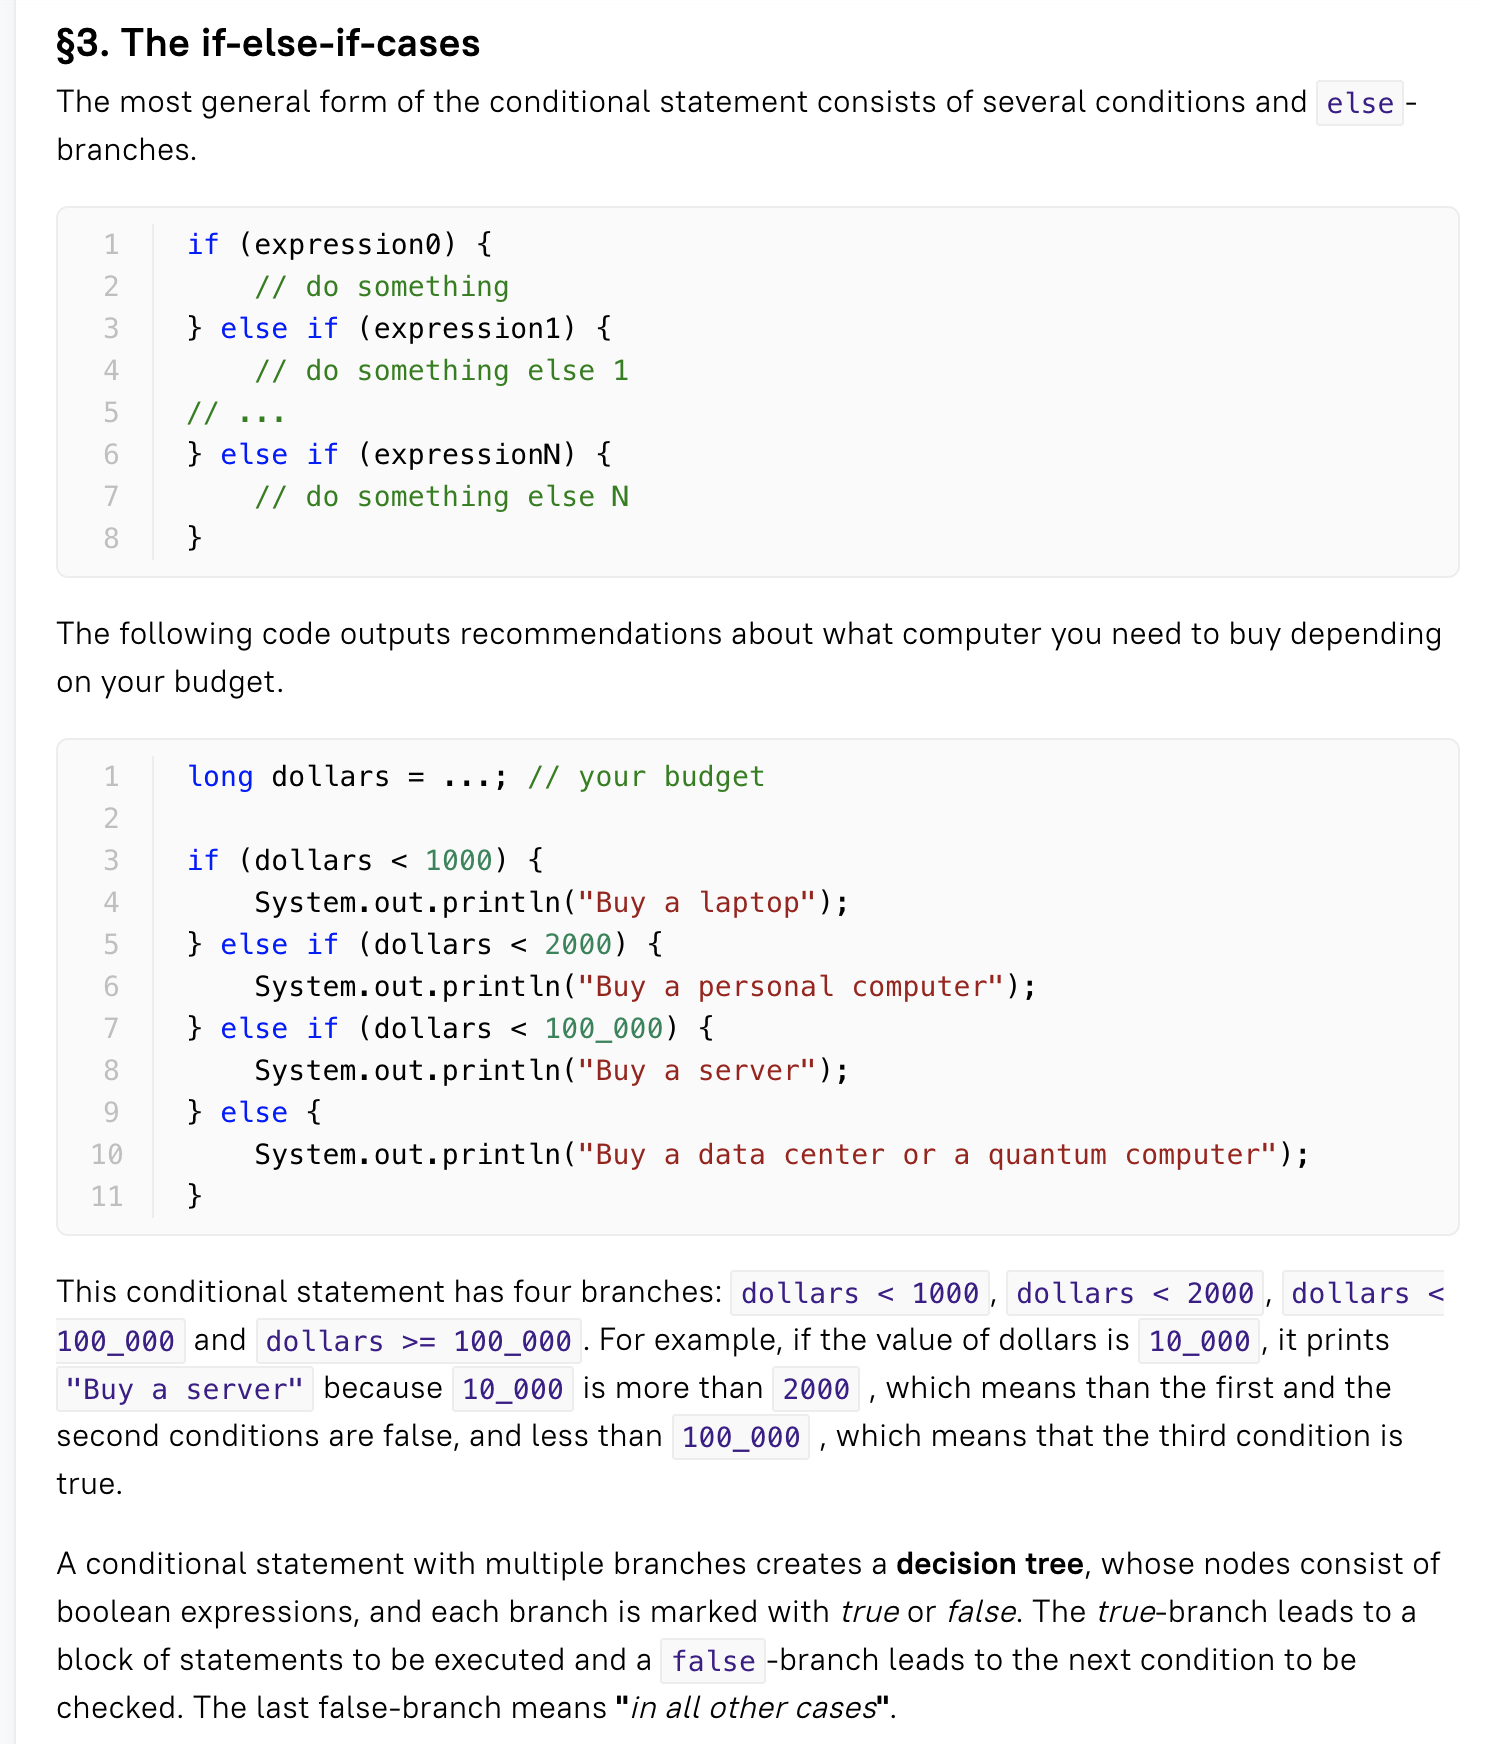 §3. The if-else-if-cases
The most general form of the conditional statement consists of several conditions and else -
branches.
1 if (expression0) {
2     // do something
3 } else if (expression1) {
4     // do something else 1
5 // ...
6 } else if (expressionN) {
7     // do something else N
8 }
The following code outputs recommendations about what computer you need to buy depending
on your budget.
1 long dollars = ...; // your budget
2
3 if (dollars < 1000) {
4     System.out.println("Buy a laptop");
5 } else if (dollars < 2000) {
6     System.out.println("Buy a personal computer");
7 } else if (dollars < 100_000) {
8     System.out.println("Buy a server");
9 } else {
10     System.out.println("Buy a data center or a quantum computer");
11 }
This conditional statement has four branches: dollars < 1000 , dollars < 2000 , dollars <
100_000 and dollars >= 100_000 . For example, if the value of dollars is 10_000 , it prints
"Buy a server" because 10_000 is more than 2000 , which means than the first and the
second conditions are false, and less than 100_000 , which means that the third condition is
true.
A conditional statement with multiple branches creates a decision tree, whose nodes consist of
boolean expressions, and each branch is marked with true or false. The true-branch leads to a
block of statements to be executed and a false -branch leads to the next condition to be
checked. The last false-branch means "in all other cases".